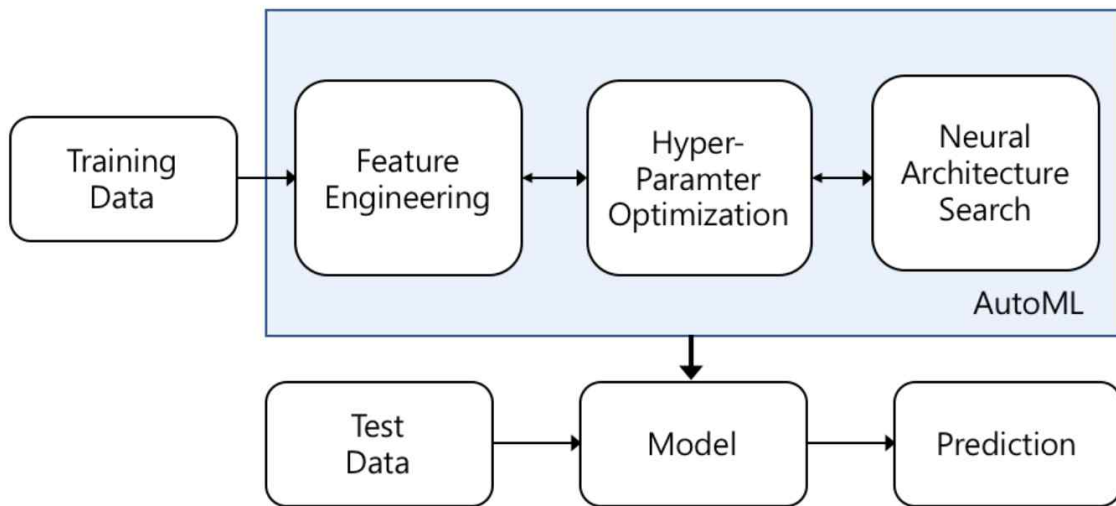 Training
Data
Feature
Engineering
Hyper-
Paramter
Optimization
Neural
Architecture
Search
AutoML
Test
Data
Model
Prediction